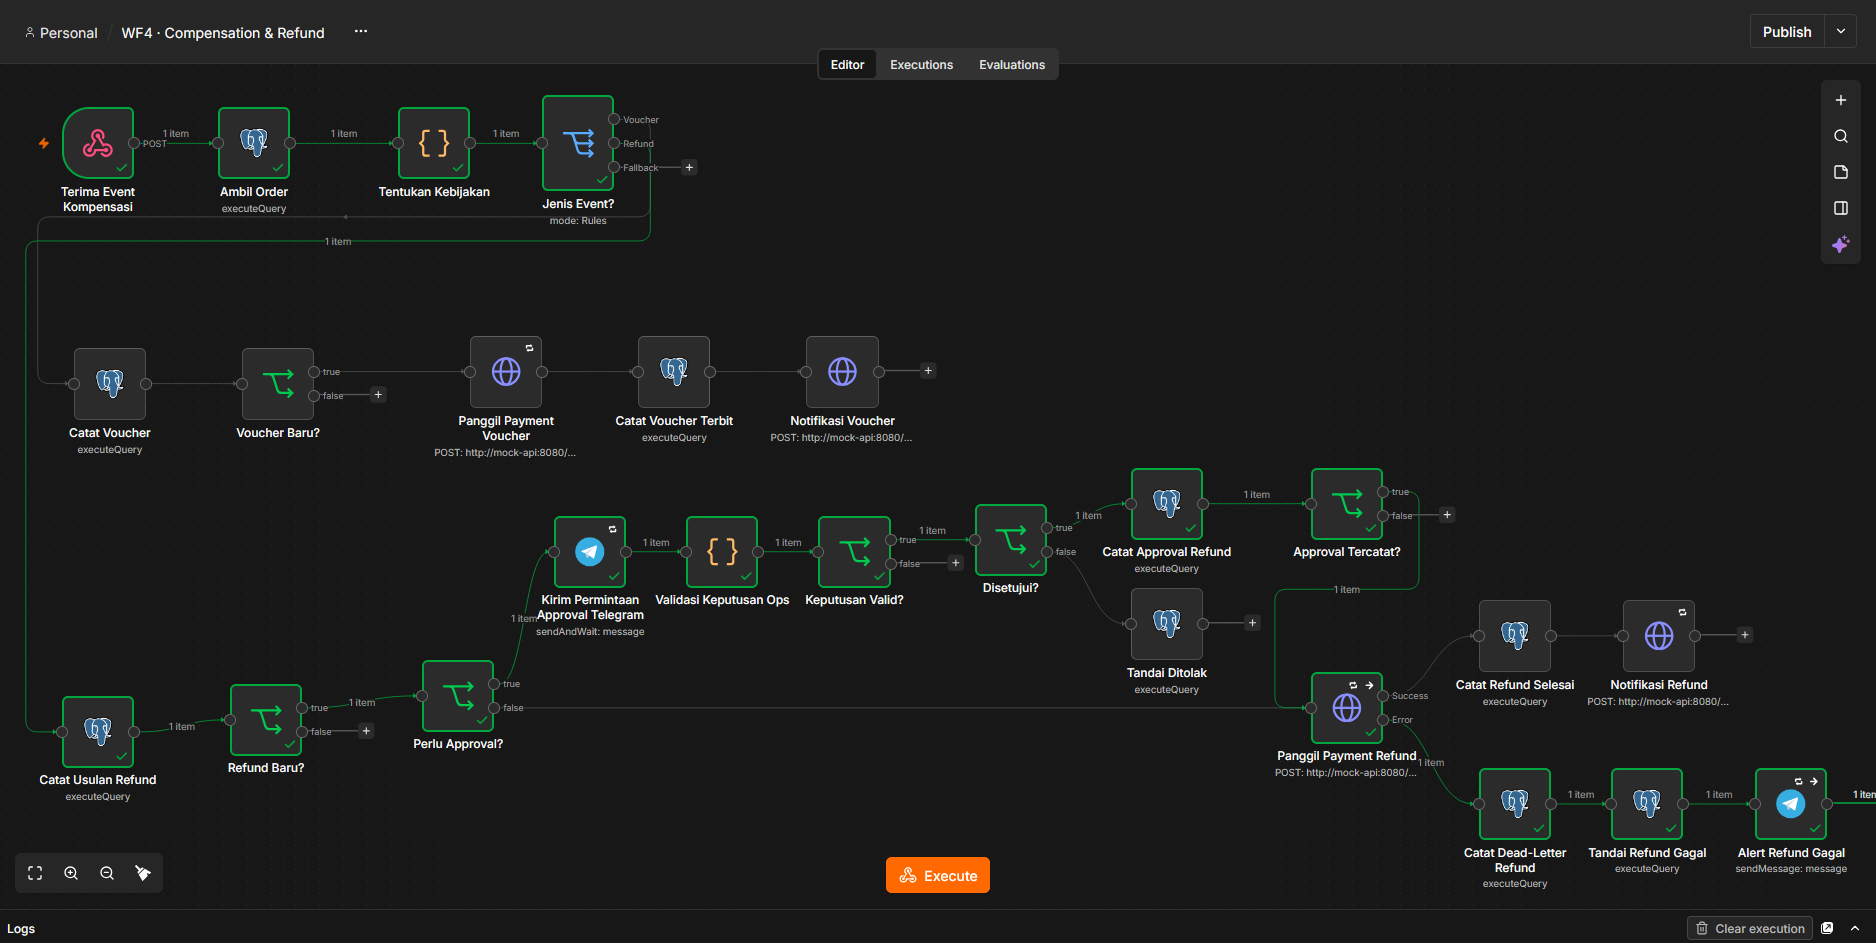 Personal / WF4 · Compensation & Refund ...
Publish
Editor Executions Evaluations
POST
1 item
1 item
1 item
Voucher
Refund
Fallback
Terima Event
Kompensasi
Ambil Order
executeQuery
Tentukan Kebijakan
Jenis Event?
mode: Rules
1 item
true
false
Catat Voucher
executeQuery
Voucher Baru?
Panggil Payment
Voucher
POST: http://mock-api:8080/...
Catat Voucher Terbit
executeQuery
Notifikasi Voucher
POST: http://mock-api:8080/...
1 item
Kirim Permintaan
Approval Telegram
sendAndWait: message
1 item
Validasi Keputusan Ops
1 item
true
false
Keputusan Valid?
1 item
true
false
Disetujui?
1 item
Catat Approval Refund
executeQuery
1 item
true
false
Approval Tercatat?
1 item
Tandai Ditolak
executeQuery
Catat Usulan Refund
executeQuery
1 item
true
false
Refund Baru?
1 item
true
false
Perlu Approval?
Success
Error
Panggil Payment Refund
POST: http://mock-api:8080/...
1 item
Catat Refund Selesai
executeQuery
Notifikasi Refund
POST: http://mock-api:8080/...
Catat Dead-Letter
Refund
executeQuery
1 item
Tandai Refund Gagal
executeQuery
1 item
Alert Refund Gagal
sendMessage: message
1 iten
Execute
Logs
Clear execution